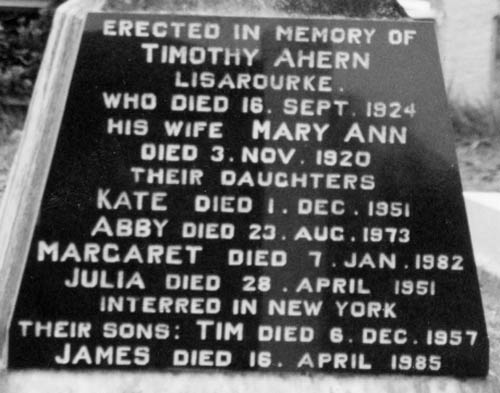 ERECTED IN MEMORY OF
TIMOTHY AHERN
LISAROURKE.
WHO DIED 16. SEPT. 1924
HIS WIFE MARY ANN
DIED 3. NOV. 1920
THEIR DAUGHTERS
KATE DIED 1. DEC. 1951
ABBY DIED 23. AUG. 1973
MARGARET DIED 7. JAN. 1982
JULIA DIED 28. APRIL 1951
INTERRED IN NEW YORK
THEIR SONS: TIM DIED 6. DEC. 1957
JAMES DIED 16. APRIL 1985